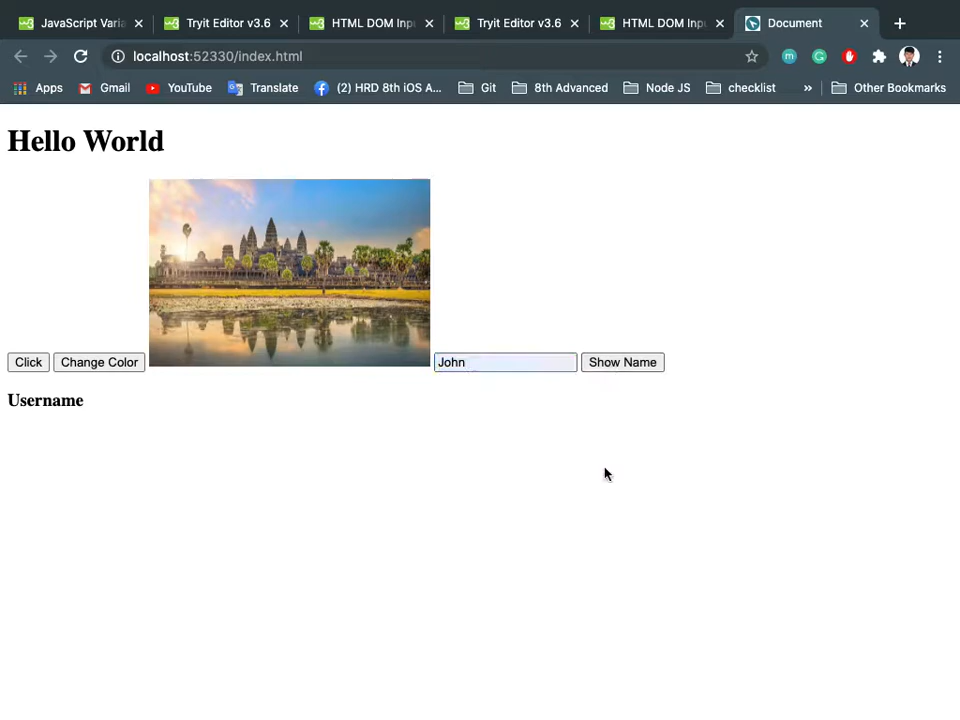 JavaScript Varia
Tryit Editor v3.6
HTML DOM Inpu
Tryit Editor v3.6
HTML DOM Inpu
Document
localhost:52330/index.html
Apps
Gmail
YouTube
Translate
(2) HRD 8th iOS A...
Git
8th Advanced
Node JS
checklist
»
Other Bookmarks
Hello World
Click
Change Color
John
Show Name
Username